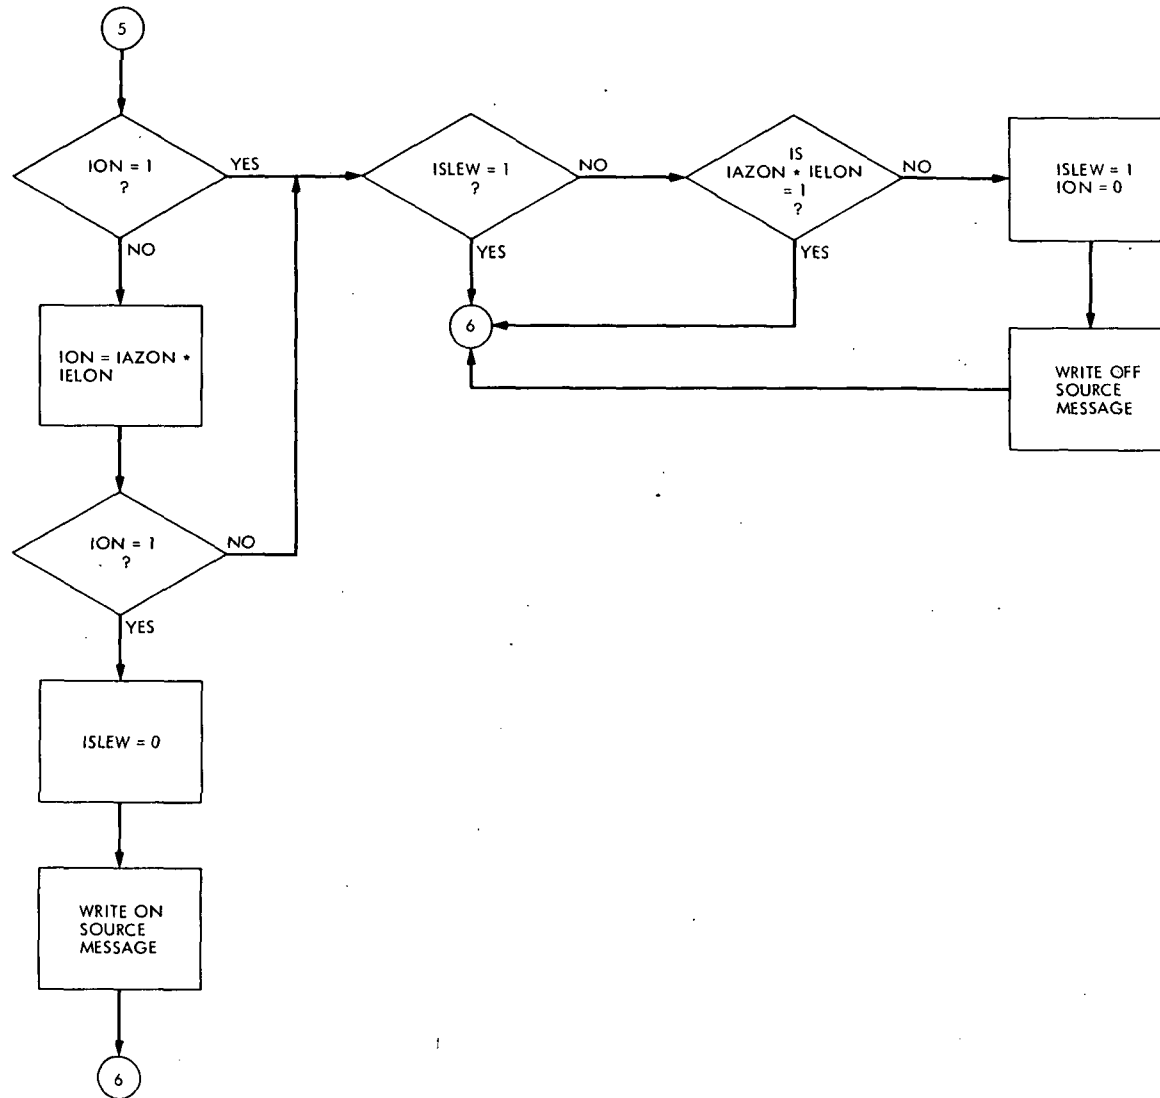 5
ION = 1
?
YES
NO
ION = IAZON *
IELON
ION = 1
?
NO
YES
ISLEW = 0
WRITE ON
SOURCE
MESSAGE
6
ISLEW = 1
?
NO
YES
6
IS
IAZON * IELON
= 1
?
NO
YES
ISLEW = 1
ION = 0
WRITE OFF
SOURCE
MESSAGE